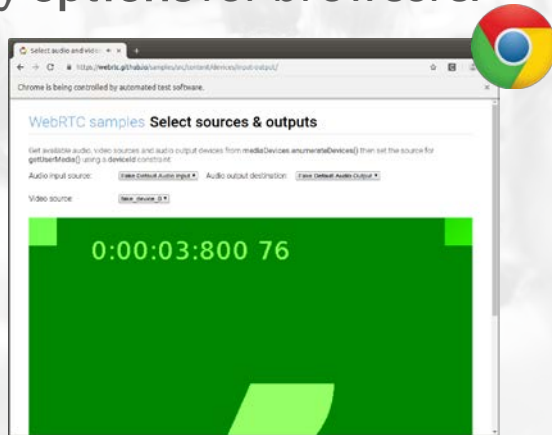 options for browsers:
Select audio and video
https://webrtc.github.io/samples/src/content/devices/input-output/
Chrome is being controlled by automated test software.
WebRTC samples Select sources & outputs
Get available audio, video sources and audio output devices from mediaDevices.enumerateDevices() then set the source for
getUserMedia() using a deviceId constraint.
Audio input source: Fake Default Audio Input Audio output destination: Fake Default Audio Output
Video source: fake_device_0
0:00:03:800 76